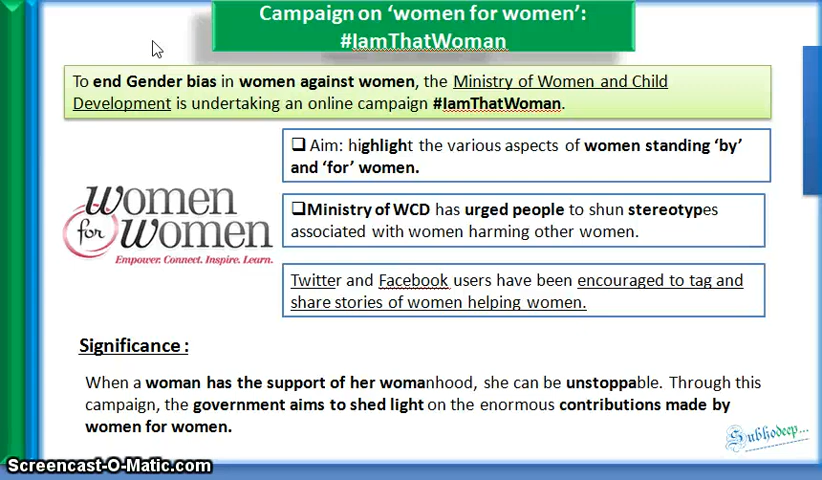 Campaign on ‘women for women’:
#IamThatWoman
To end Gender bias in women against women, the Ministry of Women and Child
Development is undertaking an online campaign #IamThatWoman.
Aim: highlight the various aspects of women standing ‘by’
and ‘for’ women.
Women
for Women
Empower. Connect. Inspire. Learn.
Ministry of WCD has urged people to shun stereotypes
associated with women harming other women.
Twitter and Facebook users have been encouraged to tag and
share stories of women helping women.
Significance :
When a woman has the support of her womanhood, she can be unstoppable. Through this
campaign, the government aims to shed light on the enormous contributions made by
women for women.
Subhodeep...
Screencast-O-Matic.com